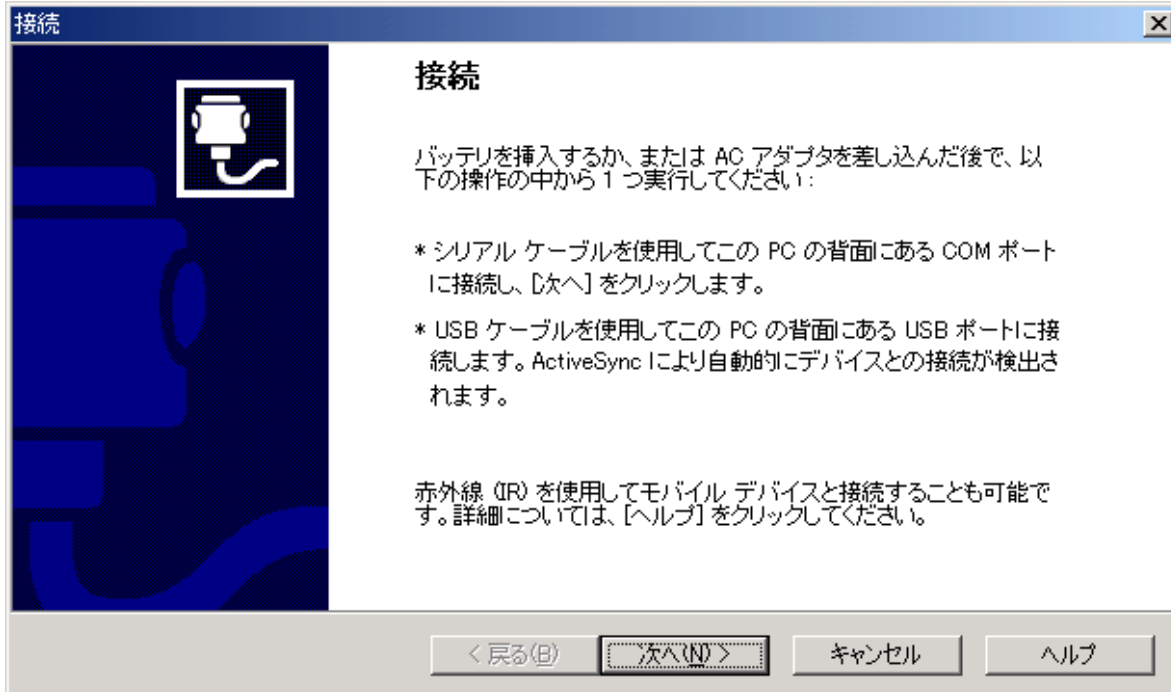 接続
接続
バッテリを挿入するか、または AC アダプタを差し込んだ後で、以
下の操作の中から 1 つ実行してください:
* シリアル ケーブルを使用してこの PC の背面にある COM ポート
に接続し、[次へ] をクリックします。
* USB ケーブルを使用してこの PC の背面にある USB ポートに接
続します。ActiveSync により自動的にデバイスとの接続が検出さ
れます。
赤外線 (IR) を使用してモバイル デバイスと接続することも可能で
す。詳細については、[ヘルプ] をクリックしてください。
< 戻る(B) 次へ(N) > キャンセル ヘルプ